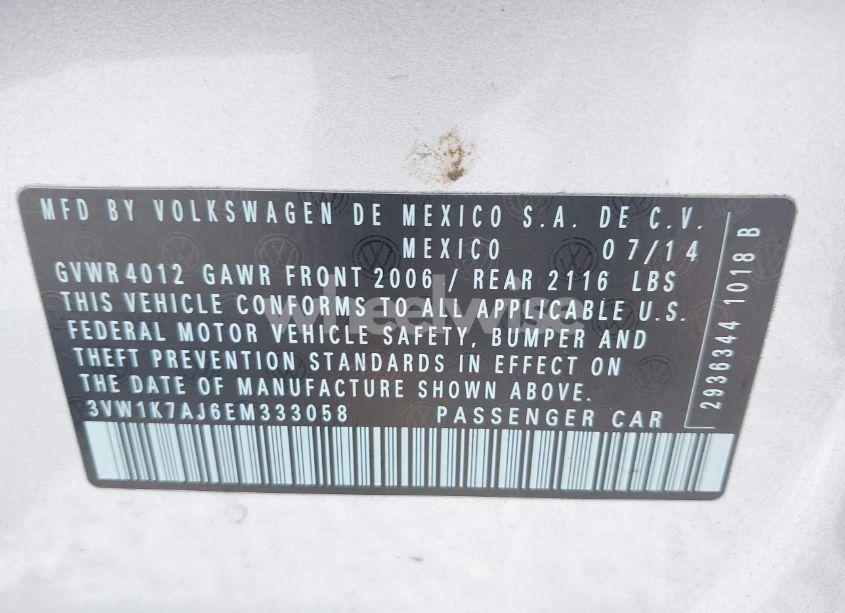 MFD BY VOLKSWAGEN DE MEXICO S.A. DE C.V.
MEXICO 07/14
GVWR 4012 GAWR FRONT 2006 / REAR 2116 LBS
THIS VEHICLE CONFORMS TO ALL APPLICABLE U.S.
FEDERAL MOTOR VEHICLE SAFETY, BUMPER AND
THEFT PREVENTION STANDARDS IN EFFECT ON
THE DATE OF MANUFACTURE SHOWN ABOVE.
3VW1K7AJ6EM333058 PASSENGER CAR
2936344 1018 B
wheelwise